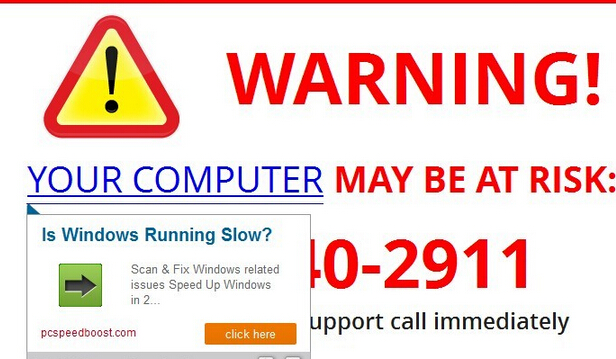 WARNING!
YOUR COMPUTER MAY BE AT RISK:
Is Windows Running Slow?
Scan & Fix Windows related
issues Speed Up Windows
in 2...
pcspeedboost.com
click here
40-2911
upport call immediately